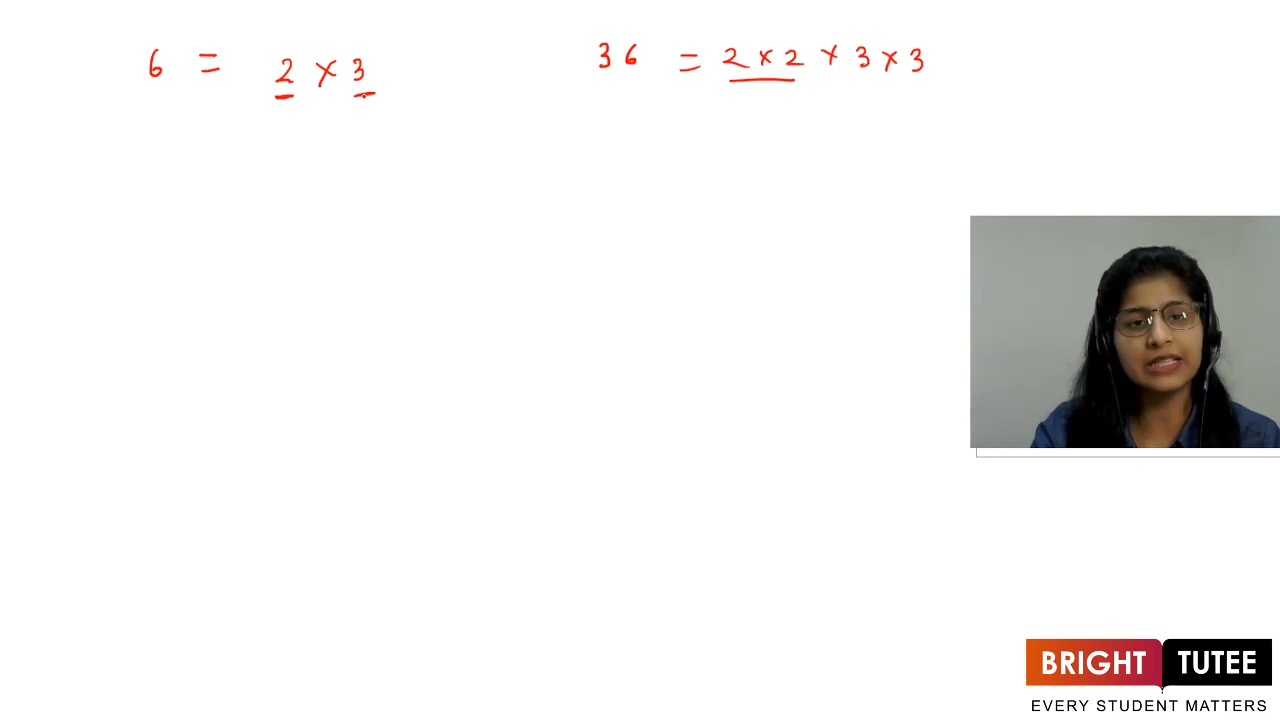 6 = 2 × 3
36 = 2 × 2 × 3 × 3
BRIGHT TUTEE
EVERY STUDENT MATTERS